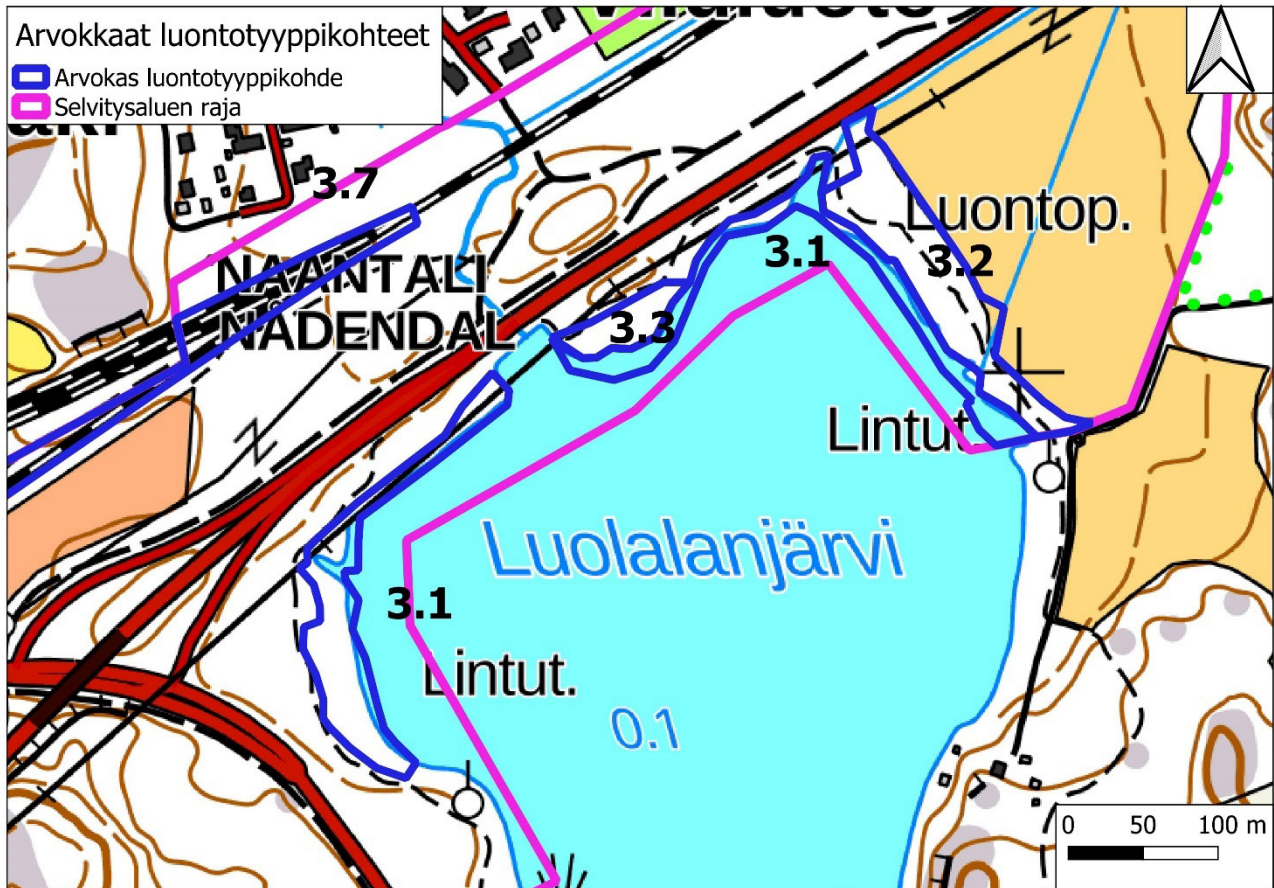 Arvokkaat luontotyyppikohteet
Arvokas luontotyyppikohde
Selvitysaluen raja
3.7
Luontop.
3.2
3.1
NAANTALI
NÅDENDAL
3.3
Lintut.
Luolalanjärvi
3.1
Lintut.
0.1
0 50 100 m